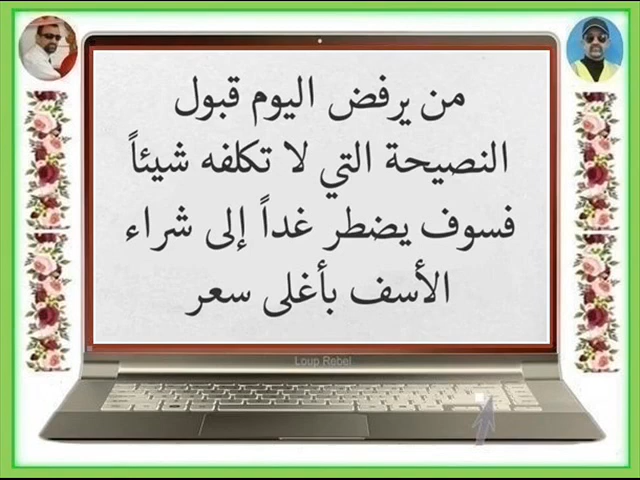 من يرفض اليوم قبول
النصيحة التي لا تكلفه شيئاً
فسوف يضطر غداً إلى شراء
الأسف بأغلى سعر
Loup Rebel